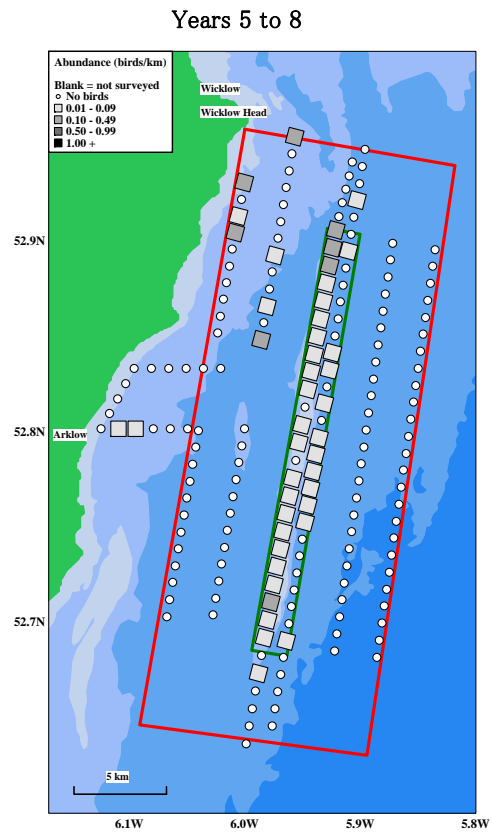 Years 5 to 8
Abundance (birds/km)
Blank = not surveyed
No birds
0.01 - 0.09
0.10 - 0.49
0.50 - 0.99
1.00 +
Wicklow
Wicklow Head
52.9N
52.8N
Arklow
52.7N
5 km
6.1W 6.0W 5.9W 5.8W